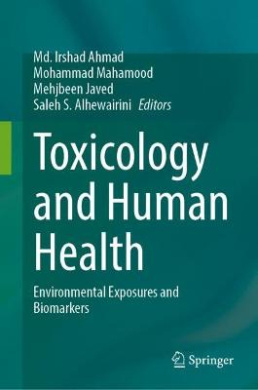 Md. Irshad Ahmad
Mohammad Mahamood
Mehjbeen Javed
Saleh S. Alhewairini Editors
Toxicology
and Human
Health
Environmental Exposures and
Biomarkers
Springer